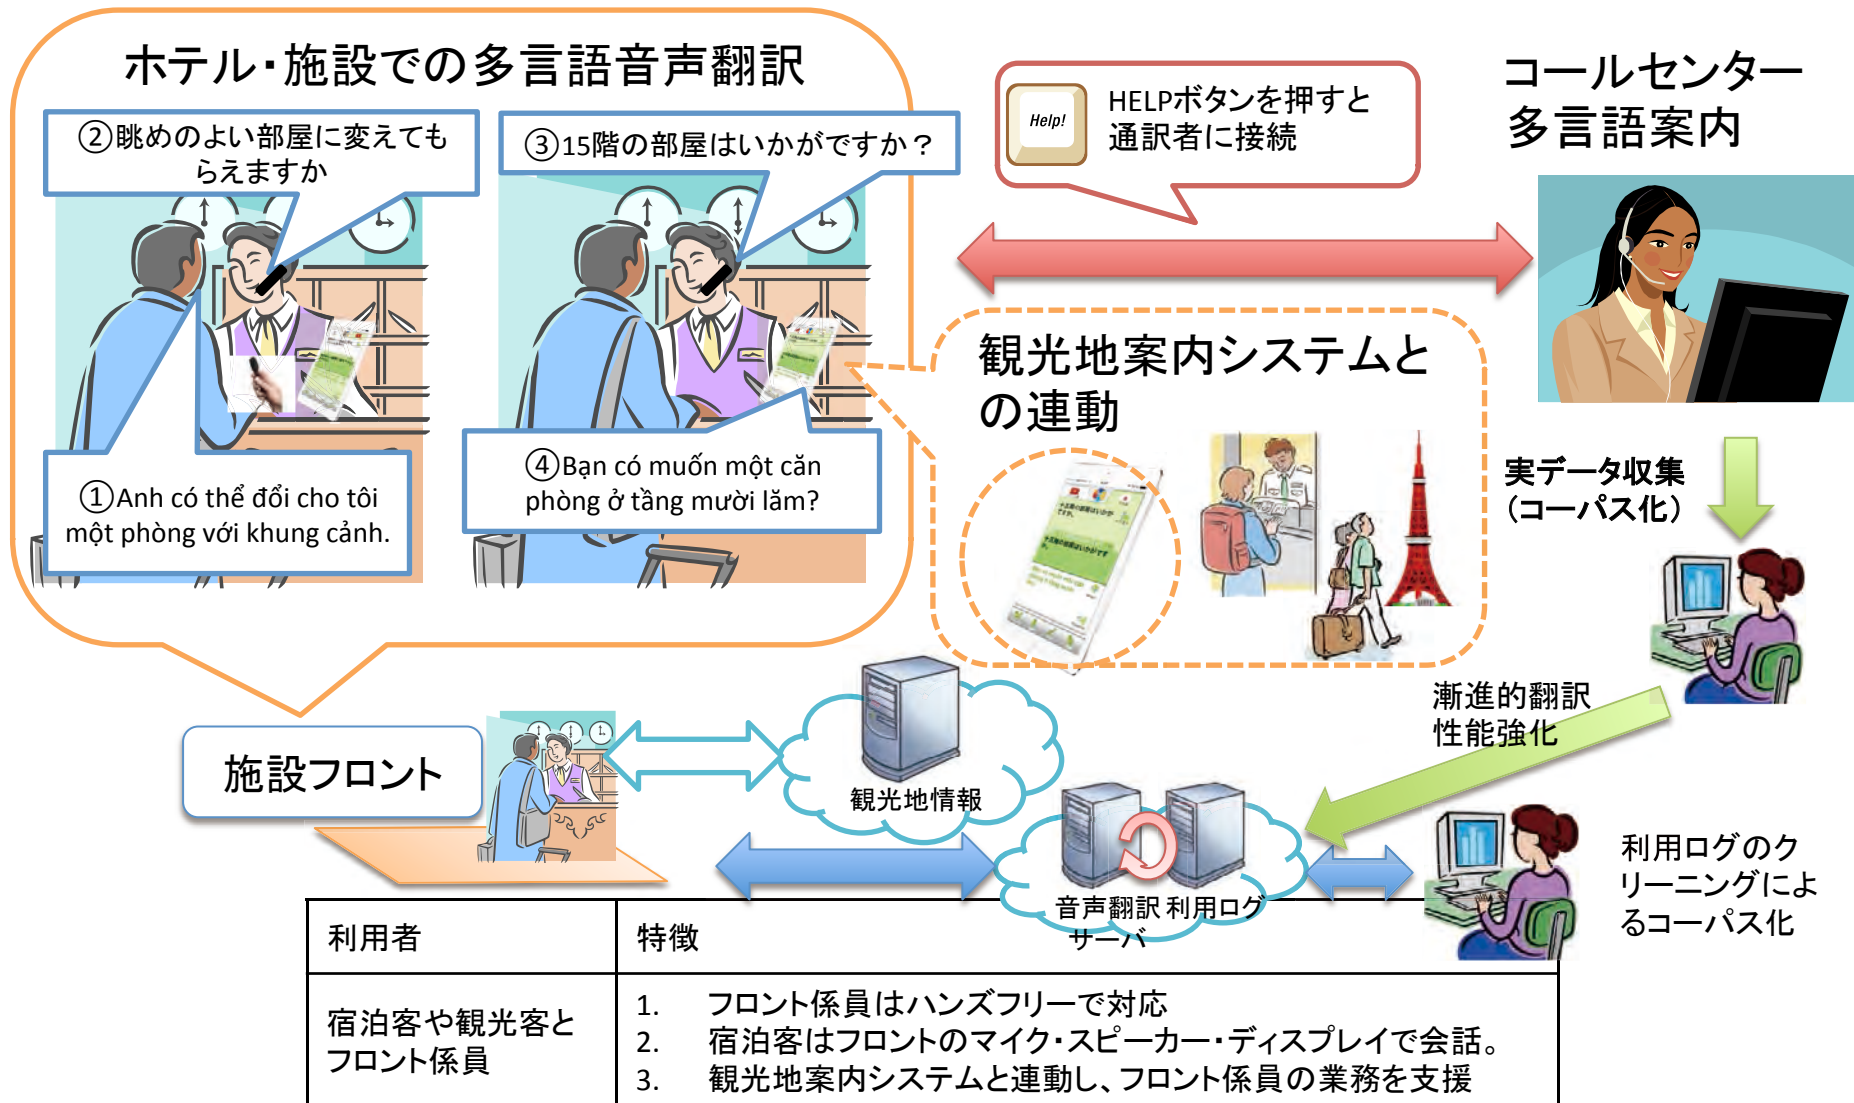 ホテル・施設での多言語音声翻訳
②眺めのよい部屋に変えても
らえますか
③15階の部屋はいかがですか？
①Anh có thể đổi cho tôi
một phòng với khung cảnh.
④Bạn có muốn một căn
phòng ở tầng mười lăm?
Help!
HELPボタンを押すと
通訳者に接続
コールセンター
多言語案内
観光地案内システムと
の連動
実データ収集
（コーパス化）
漸進的翻訳
性能強化
施設フロント
観光地情報
音声翻訳
サーバ
利用ログ
利用ログのク
リーニングによ
るコーパス化
利用者
特徴
宿泊客や観光客と
フロント係員
1. フロント係員はハンズフリーで対応
2. 宿泊客はフロントのマイク・スピーカー・ディスプレイで会話。
3. 観光地案内システムと連動し、フロント係員の業務を支援